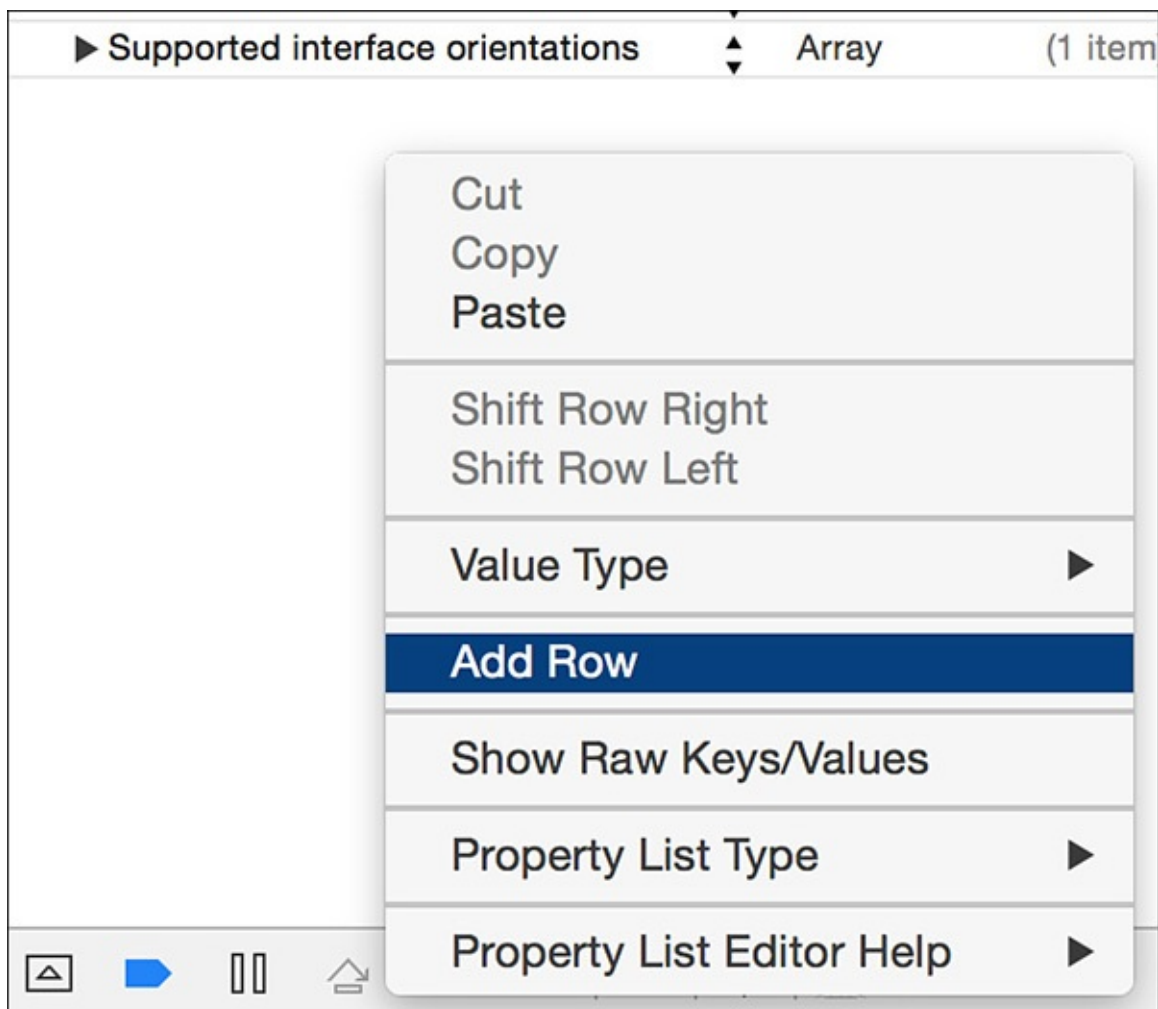 Supported interface orientations Array (1 item
Cut
Copy
Paste
Shift Row Right
Shift Row Left
Value Type
Add Row
Show Raw Keys/Values
Property List Type
Property List Editor Help